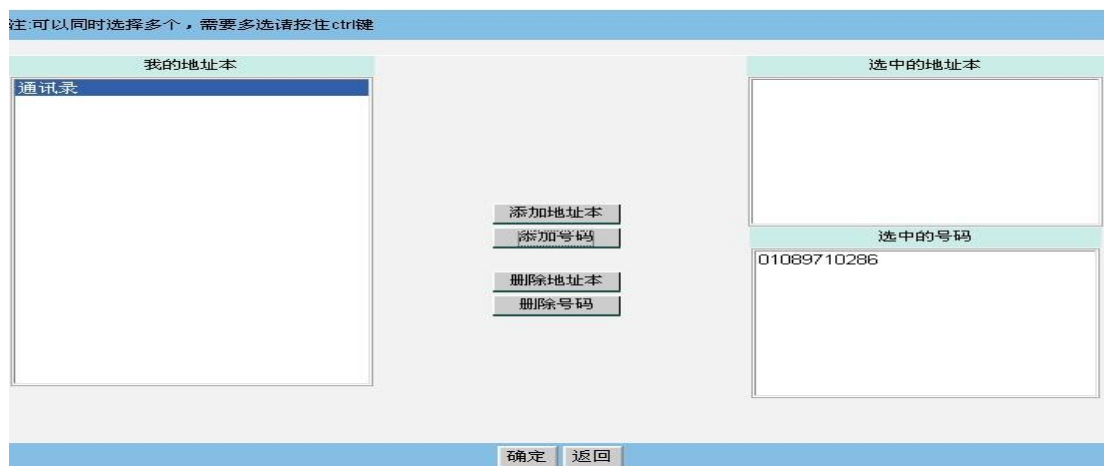 注:可以同时选择多个，需要多选请按住ctrl键
我的地址本
通讯录
添加地址本
添加号码
删除地址本
删除号码
选中的地址本
选中的号码
01089710286
确定 返回